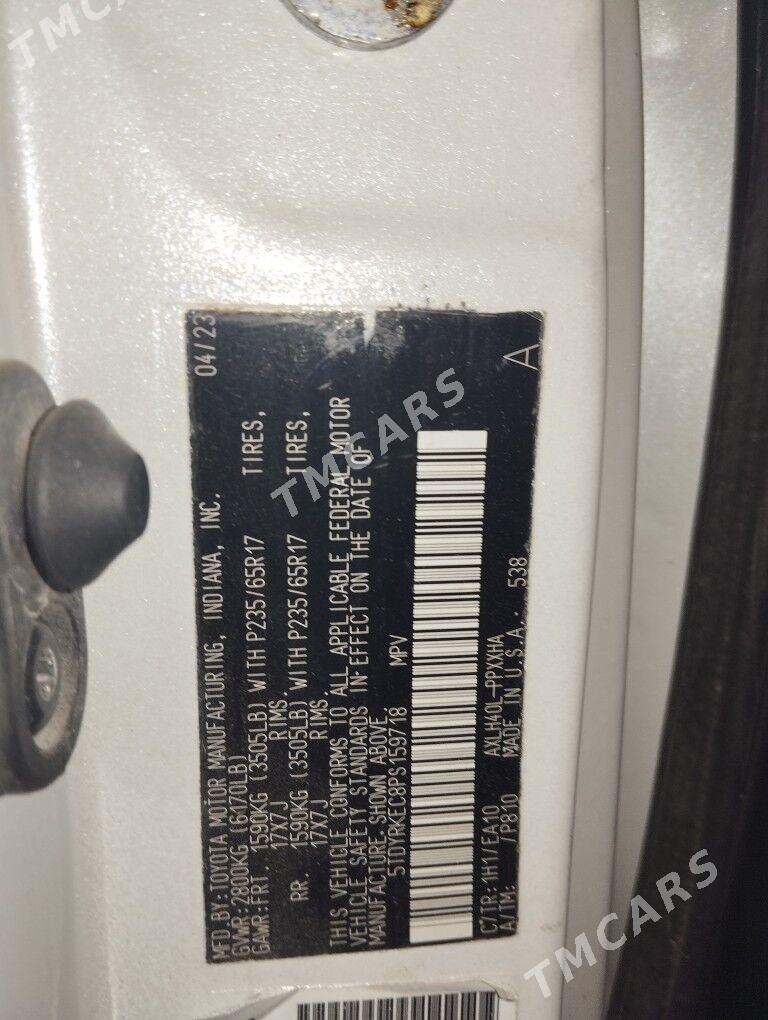 MFD.BY:TOYOTA MOTOR MANUFACTURING, INDIANA, INC. 04/23
GVWR:2800KG (6170LB)
GAWR:FRT. 1590KG (3505LB) WITH P235/65R17 TIRES,
17X7J RIMS.
RR. 1590KG (3505LB) WITH P235/65R17 TIRES,
17X7J RIMS.
THIS VEHICLE CONFORMS TO ALL APPLICABLE FEDERAL MOTOR
VEHICLE SAFETY STANDARDS IN EFFECT ON THE DATE OF
MANUFACTURE SHOWN ABOVE.
5TDYRKEC8PS159718 MPV
C/TR:1H1/EA10 AXLH40L-PPXXHA
A/TM: /P810 MADE IN U.S.A. 538 A
TMCARS
TMCARS
TMCARS